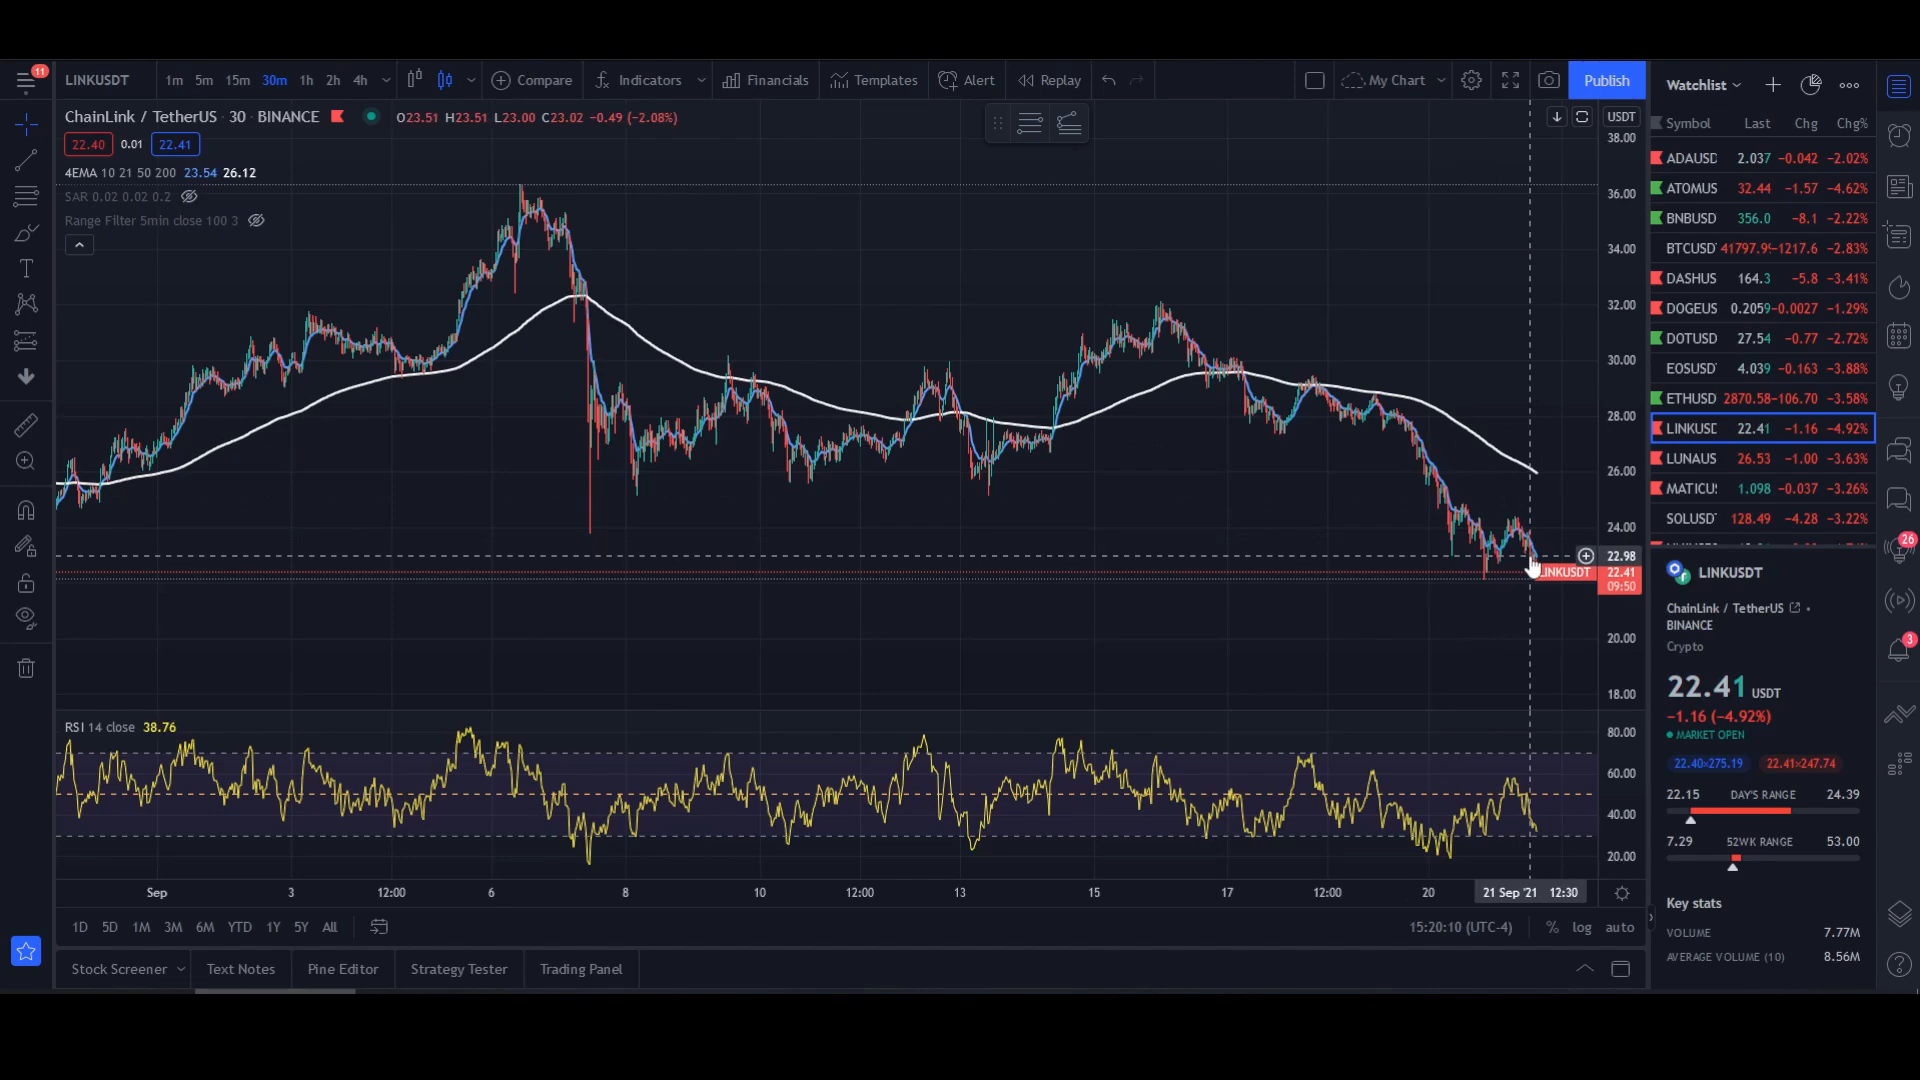 11
LINKUSDT 1m 5m 15m 30m 1h 2h 4h Compare Indicators Financials Templates Alert Replay My Chart Publish
ChainLink / TetherUS · 30 · BINANCE O23.51 H23.51 L23.00 C23.02 −0.49 (−2.08%)
22.40 0.01 22.41
4EMA 10 21 50 200 23.54 26.12
SAR 0.02 0.02 0.2
Range Filter 5min close 100 3
USDT
38.00
36.00
34.00
32.00
30.00
28.00
26.00
24.00
22.98
LINKUSDT 22.41
09:50
20.00
18.00
RSI 14 close 38.76
80.00
60.00
40.00
20.00
Sep 3 12:00 6 8 10 12:00 13 15 17 12:00 20 21 Sep '21 12:30
1D 5D 1M 3M 6M YTD 1Y 5Y All 15:20:10 (UTC-4) % log auto
Stock Screener Text Notes Pine Editor Strategy Tester Trading Panel
Watchlist
Symbol Last Chg Chg%
ADAUSD 2.037 −0.042 −2.02%
ATOMUS 32.44 −1.57 −4.62%
BNBUSD 356.0 −8.1 −2.22%
BTCUSD 41797.9 −1217.6 −2.83%
DASHUS 164.3 −5.8 −3.41%
DOGEUS 0.2059 −0.0027 −1.29%
DOTUSD 27.54 −0.77 −2.72%
EOSUSD 4.039 −0.163 −3.88%
ETHUSD 2870.58 −106.70 −3.58%
LINKUSD 22.41 −1.16 −4.92%
LUNAUS 26.53 −1.00 −3.63%
MATICU 1.098 −0.037 −3.26%
SOLUSD 128.49 −4.28 −3.22%
LINKUSDT
ChainLink / TetherUS •
BINANCE
Crypto
22.41 USDT
−1.16 (−4.92%)
MARKET OPEN
22.40×275.19 22.41×247.74
22.15 DAY'S RANGE 24.39
7.29 52WK RANGE 53.00
Key stats
VOLUME 7.77M
AVERAGE VOLUME (10) 8.56M
26
3